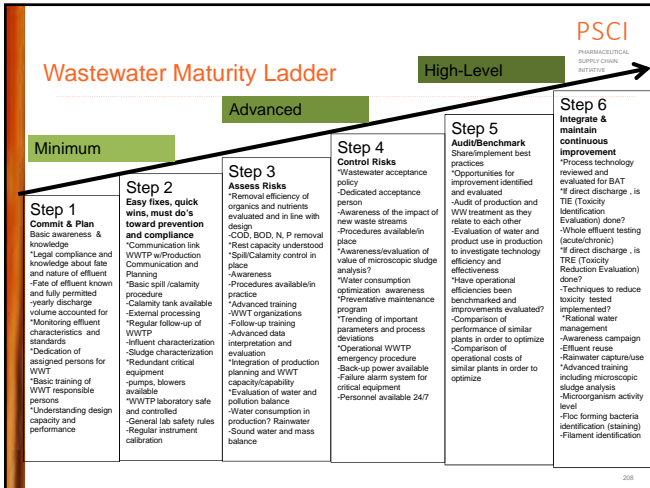 PSCI
PHARMACEUTICAL
SUPPLY CHAIN
INITIATIVE
Wastewater Maturity Ladder
High-Level
Advanced
Minimum
Step 1
Commit & Plan
Basic awareness &
knowledge
*Legal compliance and
knowledge about fate
and nature of effluent
-Fate of effluent known
and fully permitted
-yearly discharge
volume accounted for
*Monitoring effluent
characteristics and
standards
*Dedication of
assigned persons for
WWT
*Basic training of
WWT responsible
persons
*Understanding design
capacity and
performance
Step 2
Easy fixes, quick
wins, must do's
toward prevention
and compliance
*Communication link
WWTP w/Production
Communication and
Planning
*Basic spill /calamity
procedure
*Calamity tank available
-External processing
*Regular follow-up of
WWTP
-Influent characterization
-Sludge characterization
*Redundant critical
equipment
-pumps, blowers
available
*WWTP laboratory safe
and controlled
-General lab safety rules
-Regular instrument
calibration
Step 3
Assess Risks
*Removal efficiency of
organics and nutrients
evaluated and in line with
design
-COD, BOD, N, P removal
*Rest capacity understood
*Spill/Calamity control in
place
-Awareness
-Procedures available/in
practice
*Advanced training
-WWT organizations
-Follow-up training
-Advanced data
interpretation and
evaluation
*Integration of production
planning and WWT
capacity/capability
*Evaluation of water and
pollution balance
-Water consumption in
production? Rainwater
-Sound water and mass
balance
Step 4
Control Risks
*Wastewater acceptance
policy
-Dedicated acceptance
person
-Awareness of the impact of
new waste streams
-Procedures available/in
place
*Awareness/evaluation of
value of microscopic sludge
analysis?
*Water consumption
optimization awareness
*Preventative maintenance
program
*Trending of important
parameters and process
deviations
*Operational WWTP
emergency procedure
-Back-up power available
-Failure alarm system for
critical equipment
-Personnel available 24/7
Step 5
Audit/Benchmark
Share/implement best
practices
*Opportunities for
improvement identified
and evaluated
-Audit of production and
WW treatment as they
relate to each other
-Evaluation of water and
product use in production
to investigate technology
efficiency and
effectiveness
*Have operational
efficiencies been
benchmarked and
improvements evaluated?
-Comparison of
performance of similar
plants in order to optimize
-Comparison of
operational costs of
similar plants in order to
optimize
Step 6
Integrate &
maintain
continuous
improvement
*Process technology
reviewed and
evaluated for BAT
*If direct discharge , is
TIE (Toxicity
Identification
Evaluation) done?
-Whole effluent testing
(acute/chronic)
*If direct discharge , is
TRE (Toxicity
Reduction Evaluation)
done?
-Techniques to reduce
toxicity tested
implemented?
*Rational water
management
-Awareness campaign
-Effluent reuse
-Rainwater capture/use
*Advanced training
including microscopic
sludge analysis
-Microorganism activity
level
-Floc forming bacteria
identification (staining)
-Filament identification
208